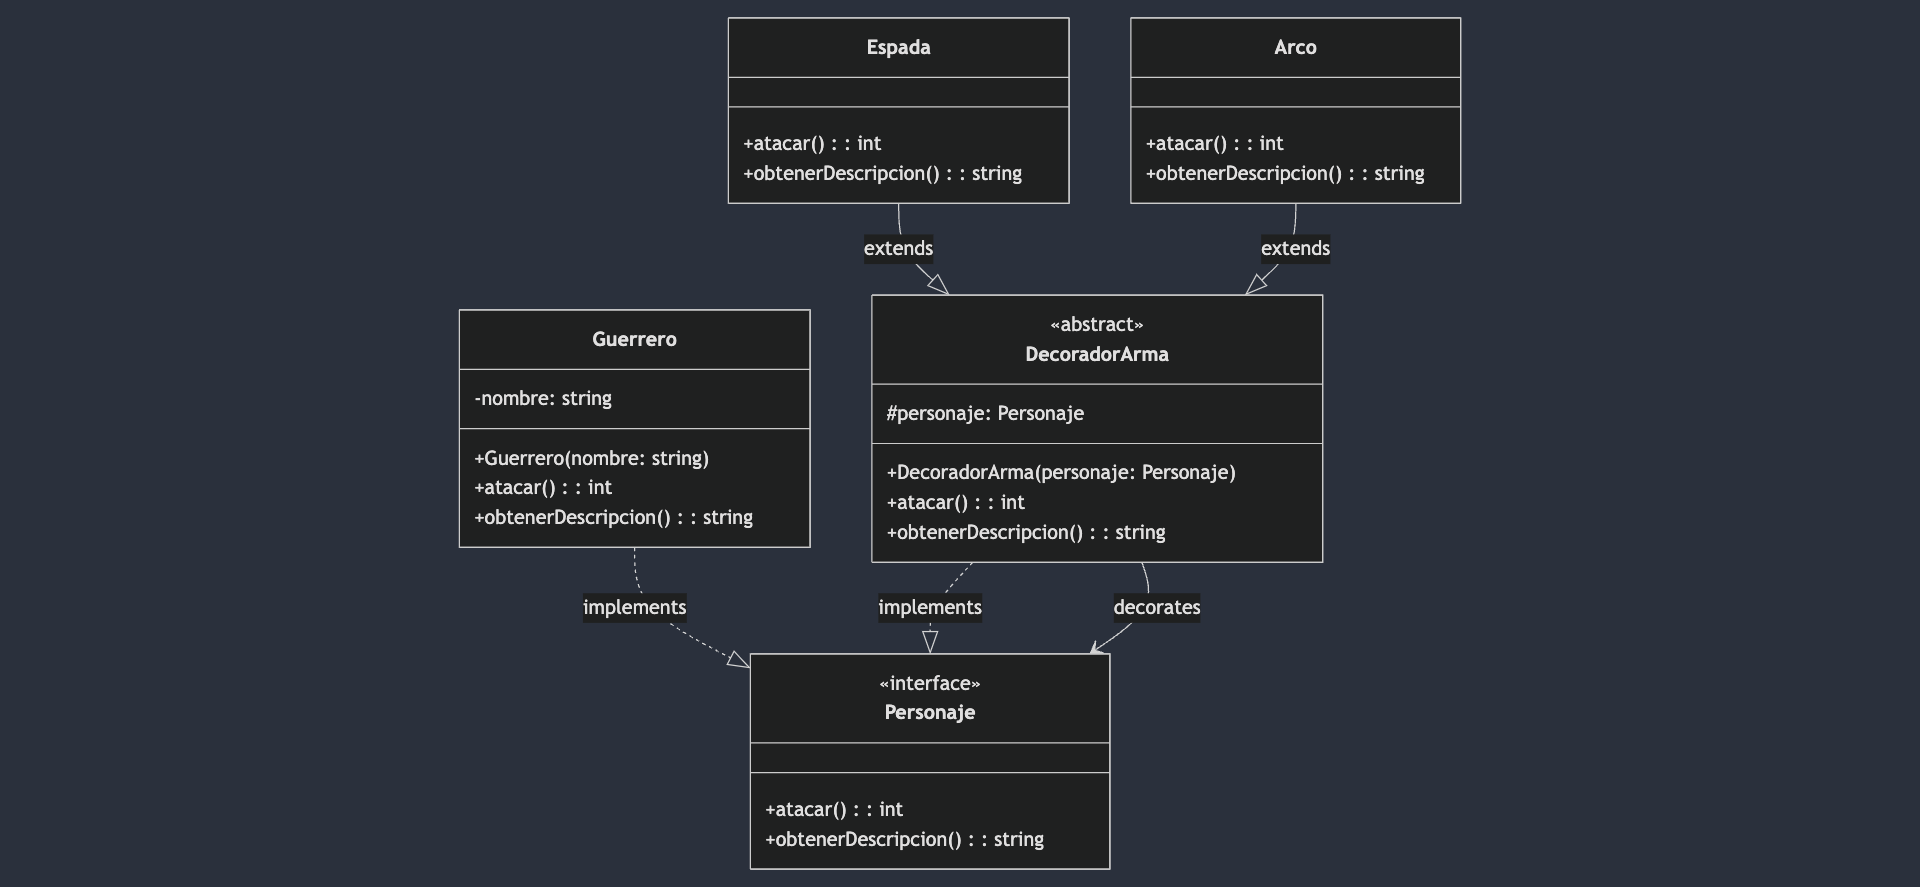 Espada
+atacar() : : int
+obtenerDescripcion() : : string
Arco
+atacar() : : int
+obtenerDescripcion() : : string
extends
extends
Guerrero
-nombre: string
+Guerrero(nombre: string)
+atacar() : : int
+obtenerDescripcion() : : string
«abstract»
DecoradorArma
#personaje: Personaje
+DecoradorArma(personaje: Personaje)
+atacar() : : int
+obtenerDescripcion() : : string
implements
implements
decorates
«interface»
Personaje
+atacar() : : int
+obtenerDescripcion() : : string